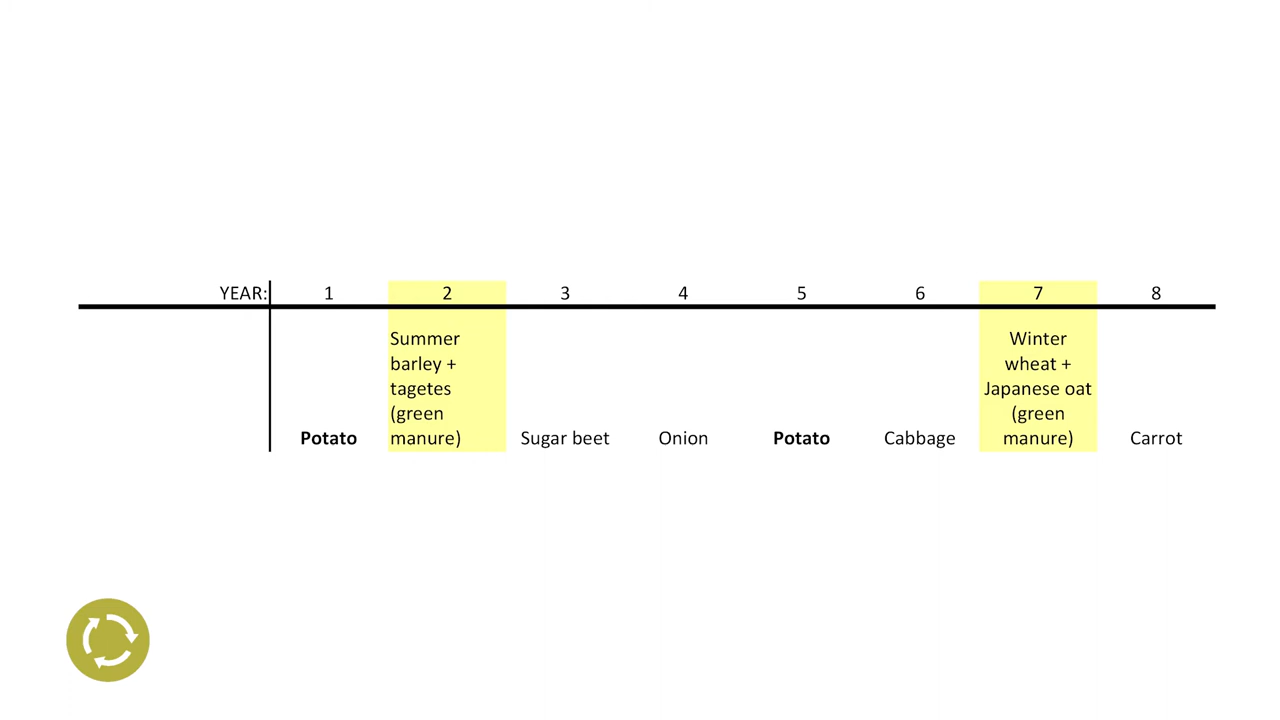 YEAR: 1 2 3 4 5 6 7 8
Summer Winter
barley + wheat +
tagetes Japanese oat
(green (green
Potato manure) Sugar beet Onion Potato Cabbage manure) Carrot